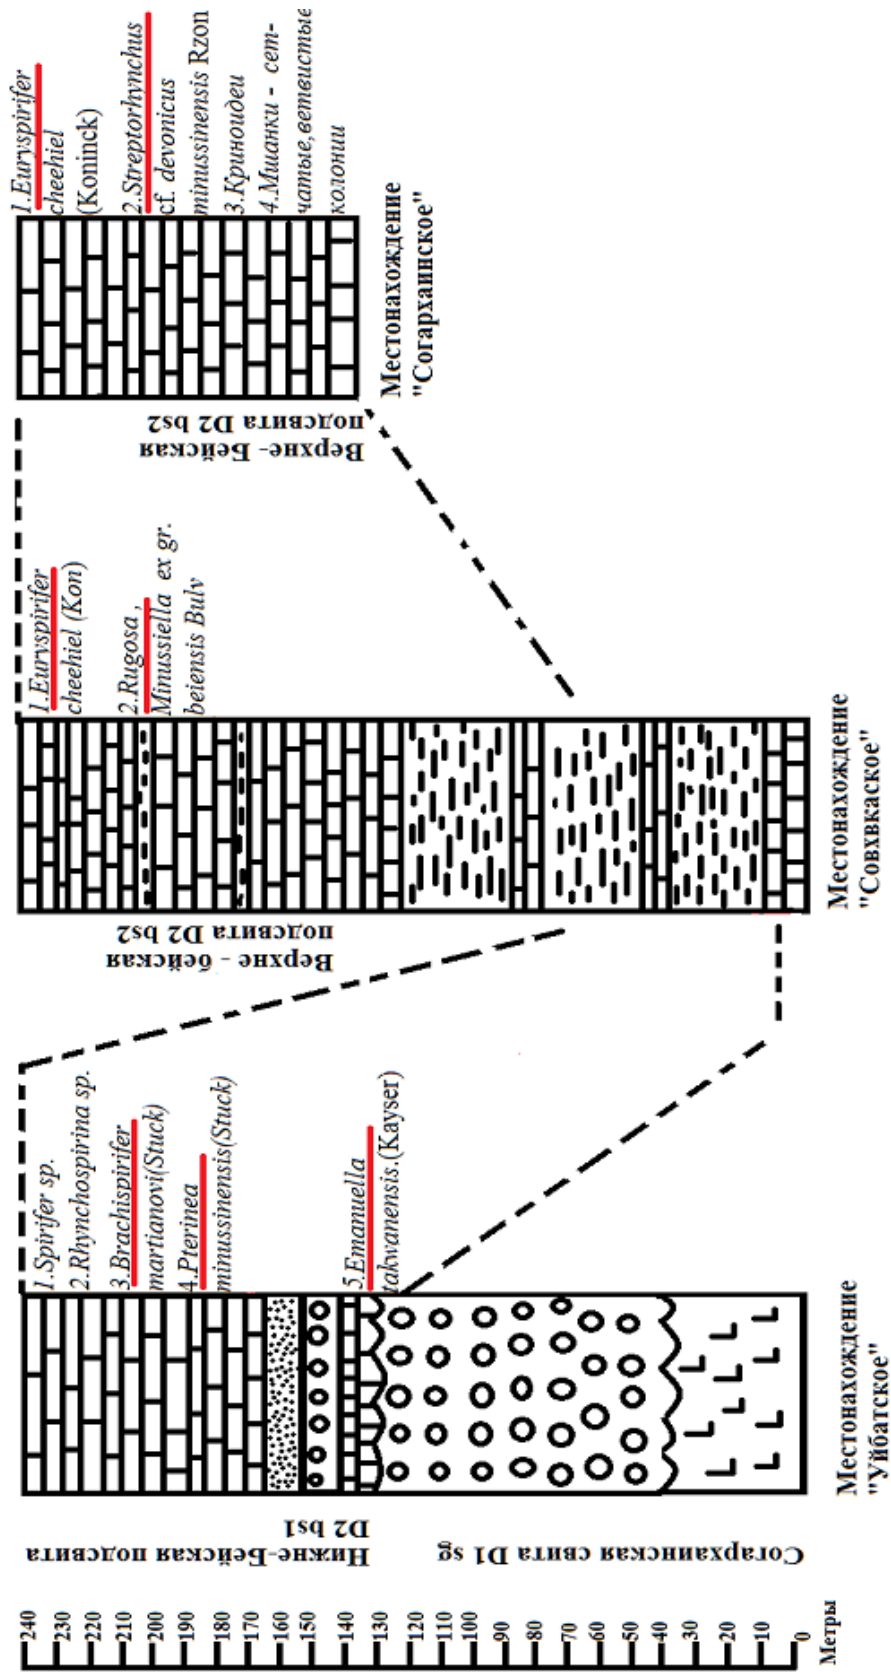 240
230
220
210
200
190
180
170
160
150
140
130
120
110
100
90
80
70
60
50
40
30
20
10
0
Метры
Нижне-Бейская подсвита
D2 bs1
Согархаинская свита D1 sg
1.Spirifer sp.
2.Rhynchospirina sp.
3.Brachispirifer
martianovi(Stuck)
4.Pterinea
minussinensis(Stuck)
5.Emanuella
takwanensis.(Kayser)
Местонахождение
"Уйбатское"
Верхне - бейская
подсвита D2 bs2
1.Euryspirifer
cheehiel (Kon)
2.Rugosa,
Minussiella ex gr.
beiensis Bulv
Местонахождение
"Совхвкаское"
Верхне- Бейская
подсвита D2 bs2
1.Euryspirifer
cheehiel
(Koninck)
2.Streptorhynchus
cf. devonicus
minussinensis Rzon
3.Криноидеи
4.Мшанки - сет-
чатые,ветвистые
колонии
Местонахождение
"Согархаинское"